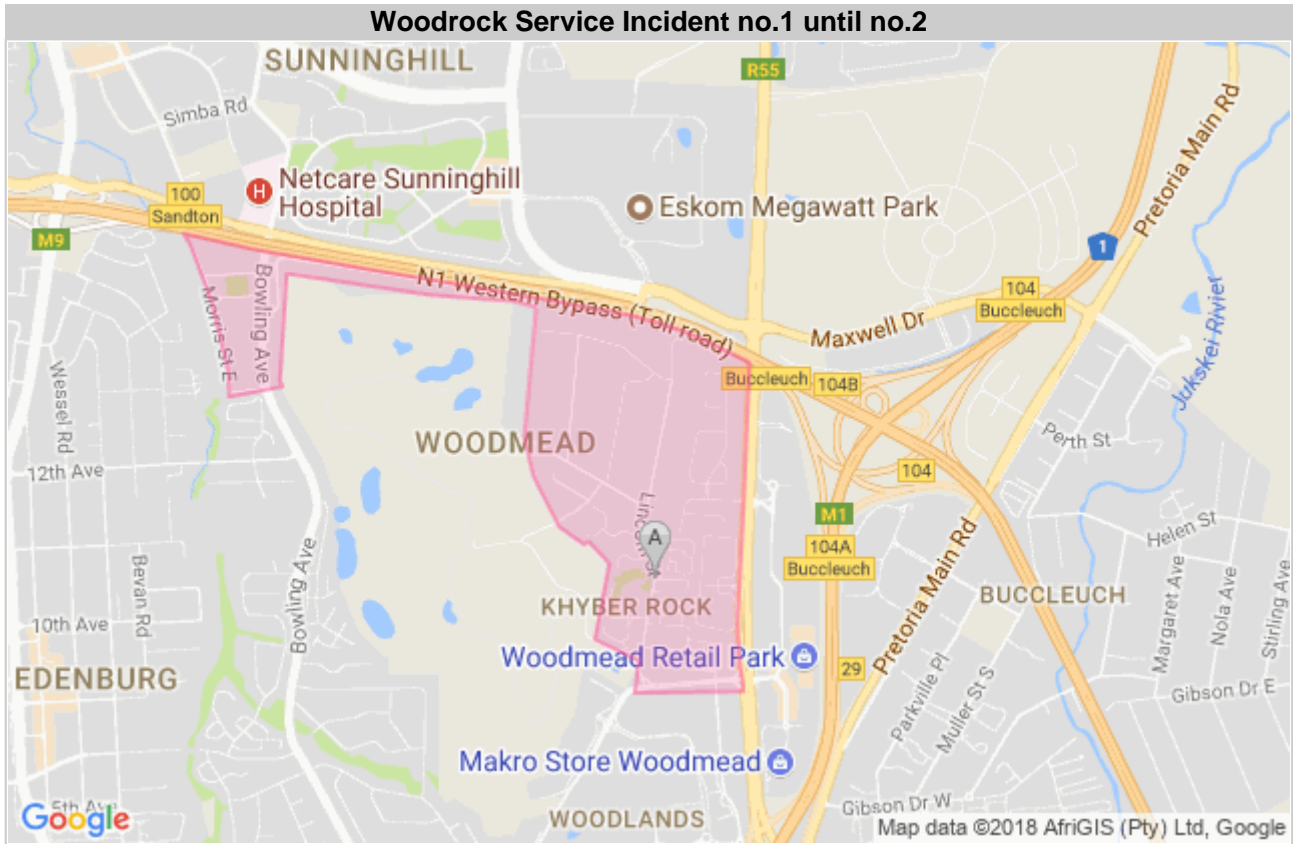 Woodrock Service Incident no.1 until no.2
SUNNINGHILL
R55
Simba Rd
Pretoria Main Rd
Netcare Sunninghill
Hospital
H
100
Sandton
Eskom Megawatt Park
M9
1
N1 Western Bypass (Toll road)
104
Buccleuch
Maxwell Dr
Jukskei Riviet
Bowling Ave
Morris St E
Wessel Rd
Buccleuch
104B
Perth St
WOODMEAD
12th Ave
104
M1
Helen St
A
104A
Buccleuch
Bevan Rd
Bowling Ave
Pretoria Main Rd
KHYBER ROCK
BUCCLEUCH
10th Ave
Margaret Ave
Nola Ave
Stirling Ave
Woodmead Retail Park
29
EDENBURG
Parkville Pl
Muller St S
Gibson Dr E
Makro Store Woodmead
5th Ave
Google
WOODLANDS
Gibson Dr W
Map data ©2018 AfriGIS (Pty) Ltd, Google